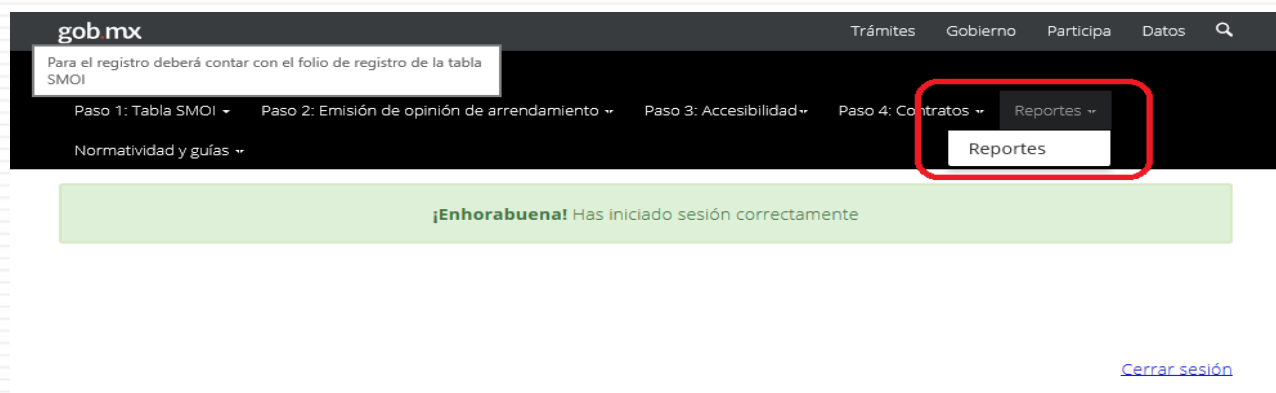 gob.mx
Trámites Gobierno Participa Datos
Para el registro deberá contar con el folio de registro de la tabla
SMOI
Paso 1: Tabla SMOI Paso 2: Emisión de opinión de arrendamiento Paso 3: Accesibilidad Paso 4: Contratos Reportes
Reportes
Normatividad y guías
¡Enhorabuena! Has iniciado sesión correctamente
Cerrar sesión